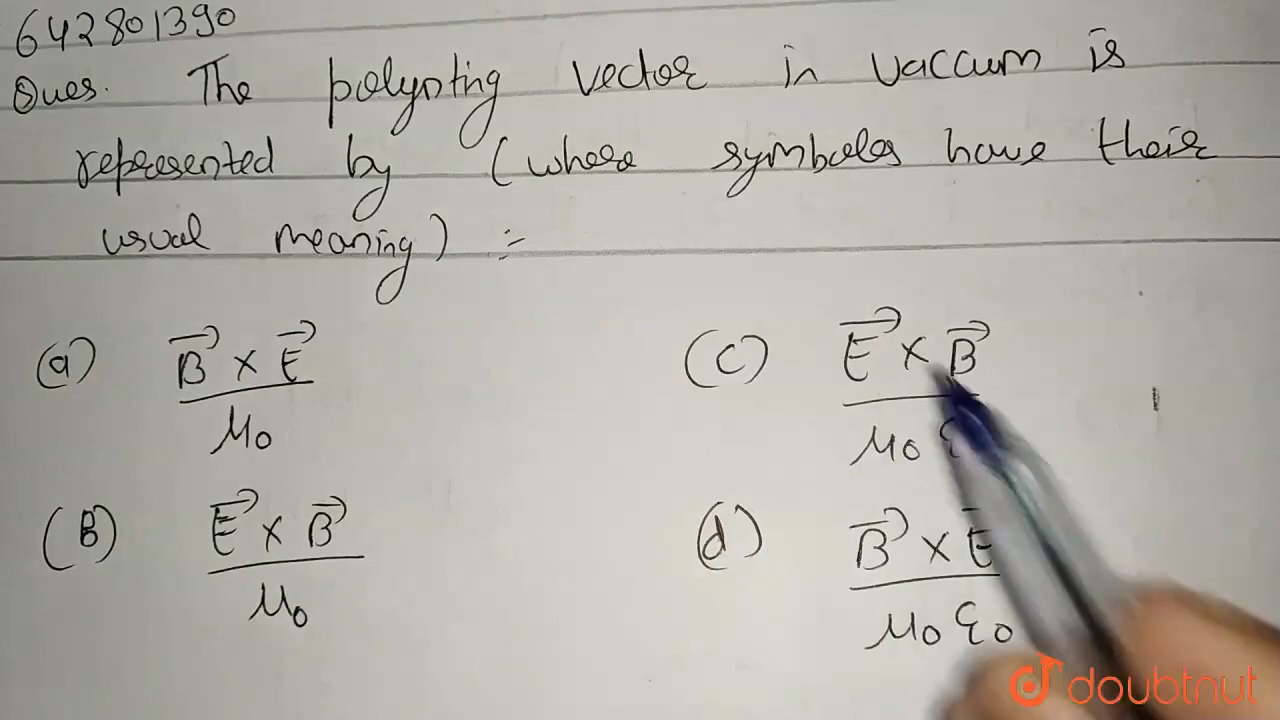 642801390
Ques. The polynting vector in vaccum is
represented by (where symboles have their
usual meaning) :-
(a) B⃗ × E⃗ / μ0
(c) E⃗ × B⃗ / μ0
(B) E⃗ × B⃗ / μ0
(d) B⃗ × E / μ0 ε0
doubtnut